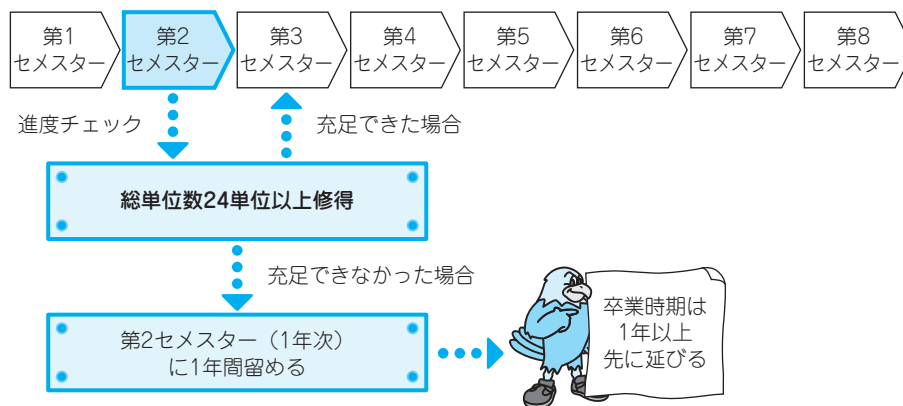 第1
セメスター
第2
セメスター
第3
セメスター
第4
セメスター
第5
セメスター
第6
セメスター
第7
セメスター
第8
セメスター
進度チェック
充足できた場合
総単位数24単位以上修得
充足できなかった場合
第2セメスター（1年次）
に1年間留める
卒業時期は
1年以上
先に延びる